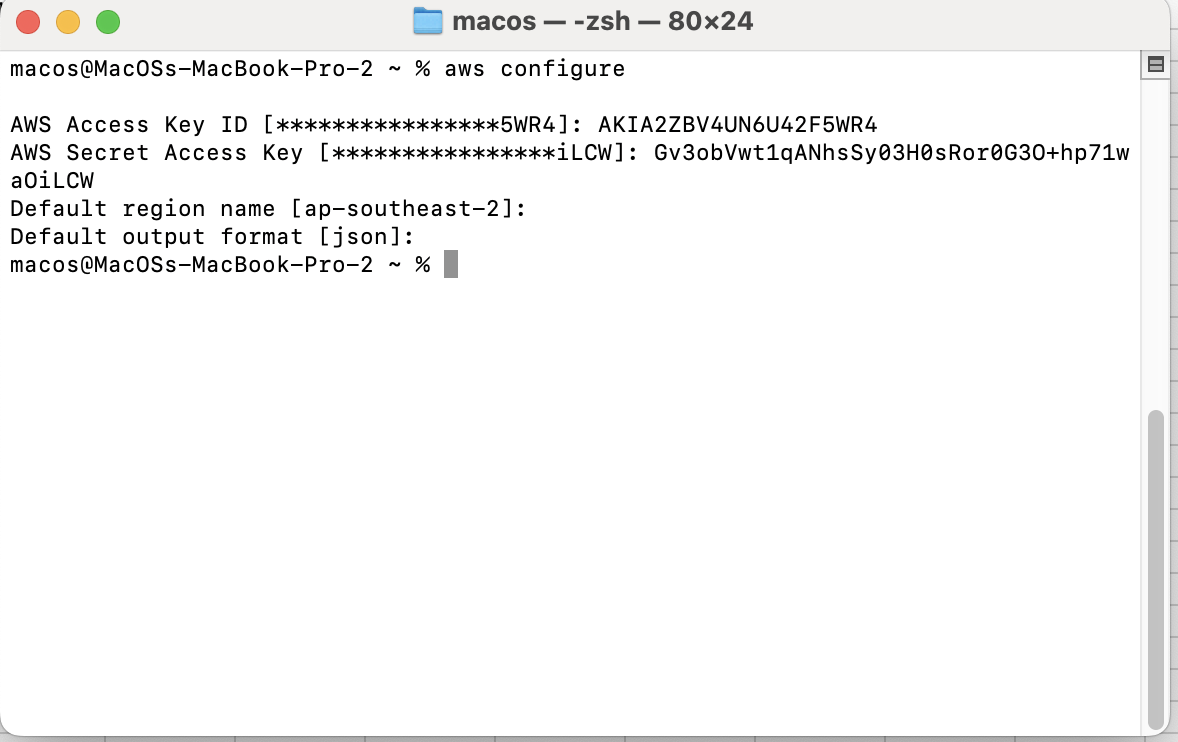 macos — -zsh — 80×24
macos@MacOSs-MacBook-Pro-2 ~ % aws configure
AWS Access Key ID [****************5WR4]: AKIA2ZBV4UN6U42F5WR4
AWS Secret Access Key [****************iLCW]: Gv3obVwt1qANhsSy03H0sRor0G3O+hp71w
aOiLCW
Default region name [ap-southeast-2]:
Default output format [json]:
macos@MacOSs-MacBook-Pro-2 ~ %